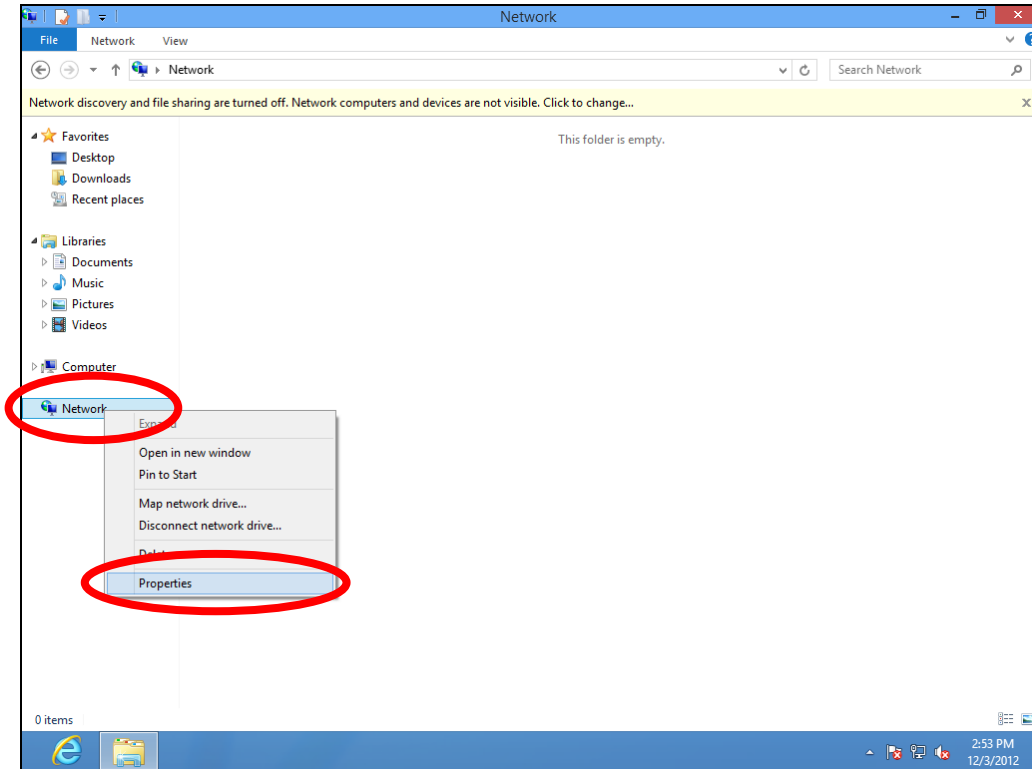 Network
File Network View
Network
Search Network
Network discovery and file sharing are turned off. Network computers and devices are not visible. Click to change...
Favorites
Desktop
Downloads
Recent places
This folder is empty.
Libraries
Documents
Music
Pictures
Videos
Computer
Network
Expand
Open in new window
Pin to Start
Map network drive...
Disconnect network drive...
Delete
Properties
0 items
2:53 PM
12/3/2012